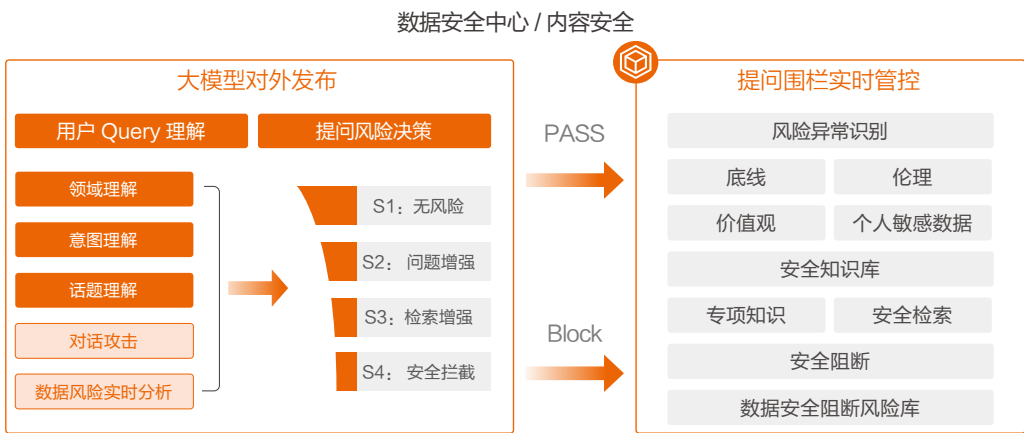 数据安全中心 / 内容安全
大模型对外发布
用户 Query 理解
提问风险决策
领域理解
意图理解
话题理解
对话攻击
数据风险实时分析
S1：无风险
S2： 问题增强
S3：检索增强
S4： 安全拦截
PASS
Block
提问围栏实时管控
风险异常识别
底线
伦理
价值观
个人敏感数据
安全知识库
专项知识
安全检索
安全阻断
数据安全阻断风险库